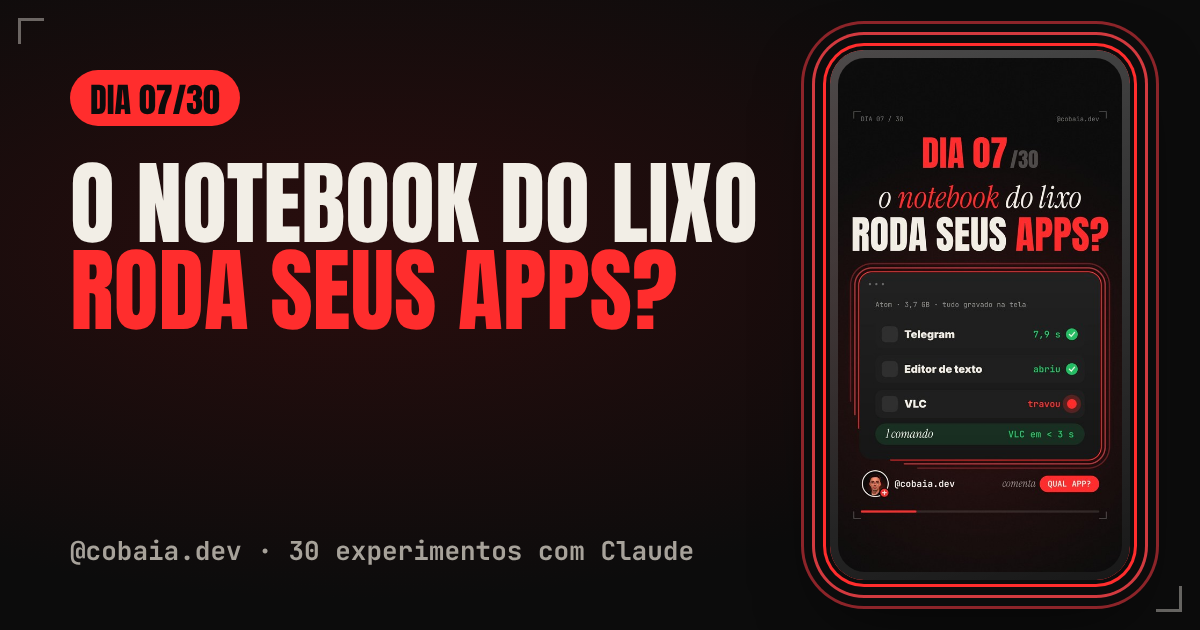 DIA 07/30
O NOTEBOOK DO LIXO
RODA SEUS APPS?
@cobaia.dev · 30 experimentos com Claude
DIA 07 / 30 @cobaia.dev
DIA 07 /30
o notebook do lixo
RODA SEUS APPS?
Atom · 3,7 GB · tudo gravado na tela
Telegram 7,9 s
Editor de texto abriu
VLC travou
1 comando VLC em < 3 s
@cobaia.dev comenta QUAL APP?